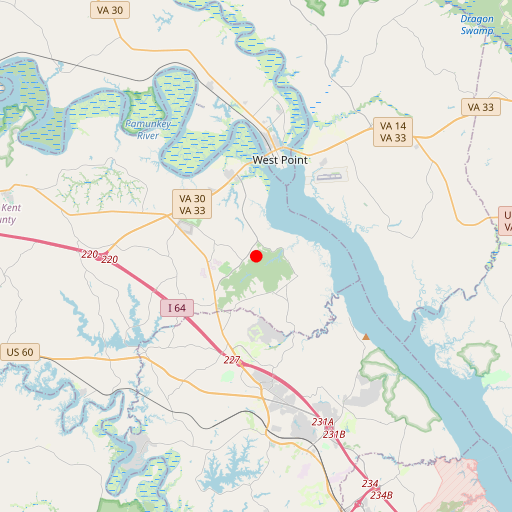 VA 30
Dragon
Swamp
VA 33
Pamunkey
River
VA 14
VA 33
West Point
VA 30
VA 33
Kent
ounty
U
VA
220
220
I 64
US 60
227
231A
231B
234
234B